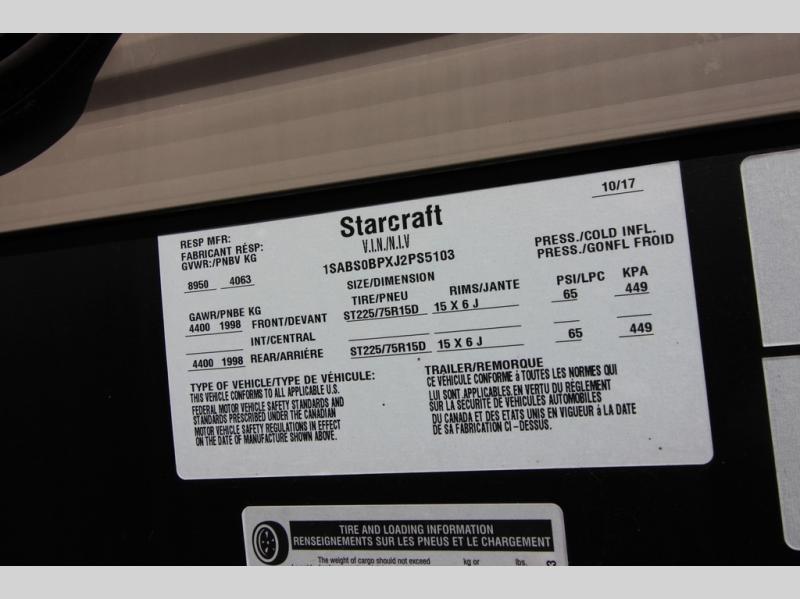 10/17
Starcraft
RESP MFR:
FABRICANT RÉSP:
V.I.N./N.I.V
GVWR:/PNBV KG
1SABS0BPXJ2PS5103
PRESS./COLD INFL.
PRESS./GONFL FROID
8950 4063
SIZE/DIMENSION
TIRE/PNEU RIMS/JANTE PSI/LPC KPA
GAWR/PNBE KG
4400 1998 FRONT/DEVANT ST225/75R15D 15 X 6 J 65 449
INT/CENTRAL
4400 1998 REAR/ARRIÉRE ST225/75R15D 15 X 6 J 65 449
TYPE OF VEHICLE/TYPE DE VÉHICULE: TRAILER/REMORQUE
THIS VEHICLE CONFORMS TO ALL APPLICABLE U.S.
FEDERAL MOTOR VEHICLE SAFETY STANDARDS AND
STANDARDS PRESCRIBED UNDER THE CANADIAN
MOTOR VEHICLE SAFETY REGULATIONS IN EFFECT
ON THE DATE OF MANUFACTURE SHOWN ABOVE.
CE VÉHICULE CONFORME à TOUTES LES NORMES QUI
LUI SONT APPLICABLES.EN VERTU DU RÉGLEMENT
SUR LA SÉCURITÉ DE VÉHICULES AUTOMOBILES
DU CANADA ET DES ETATS UNIS EN VIGUEUR à LA DATE
DE SA FABRICATION CI-DESSUS.
TIRE AND LOADING INFORMATION
RENSEIGNEMENTS SUR LES PNEUS ET LE CHARGEMENT
The weight of cargo should not exceed kg or lbs.